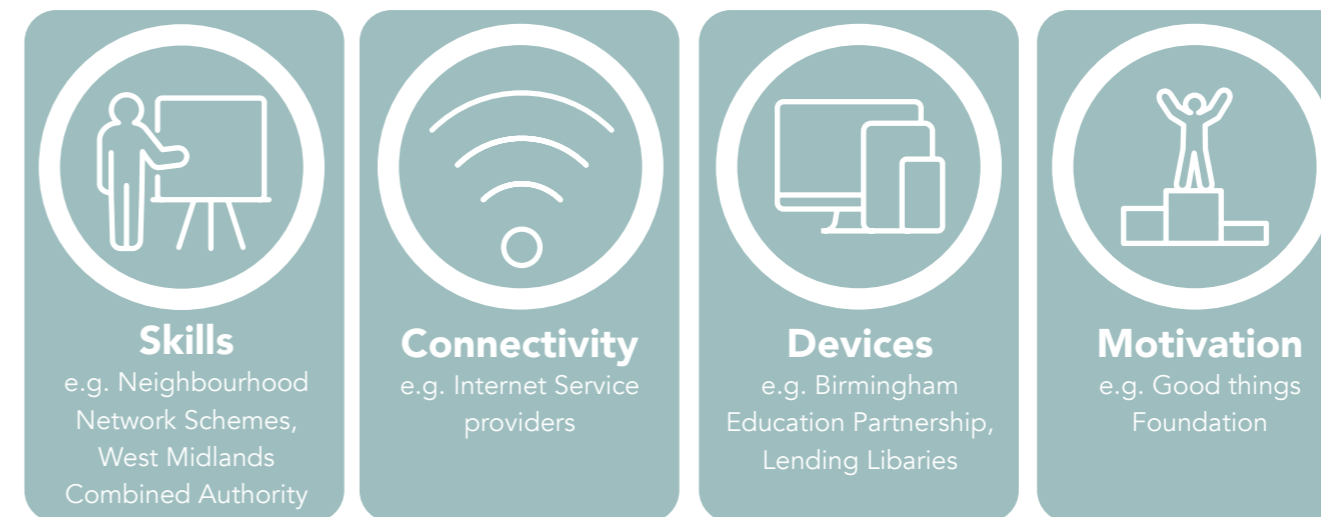 Skills
e.g. Neighbourhood
Network Schemes,
West Midlands
Combined Authority
Connectivity
e.g. Internet Service
providers
Devices
e.g. Birmingham
Education Partnership,
Lending Libaries
Motivation
e.g. Good things
Foundation